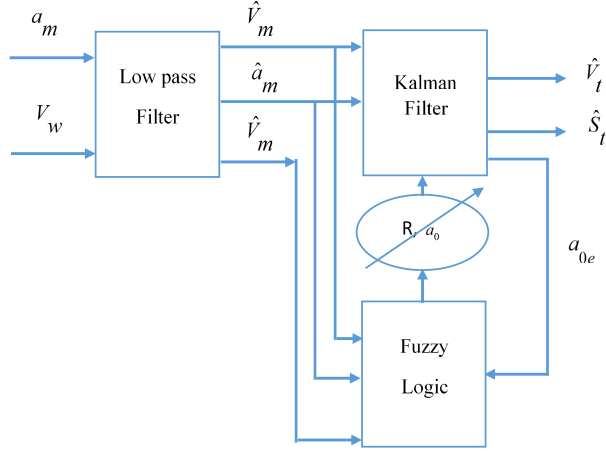 a_m
V_w
Low pass
Filter
V̂_m
â_m
V̂_m
Kalman
Filter
V̂_t
Ŝ_t
R, a_0
a_0e
Fuzzy
Logic